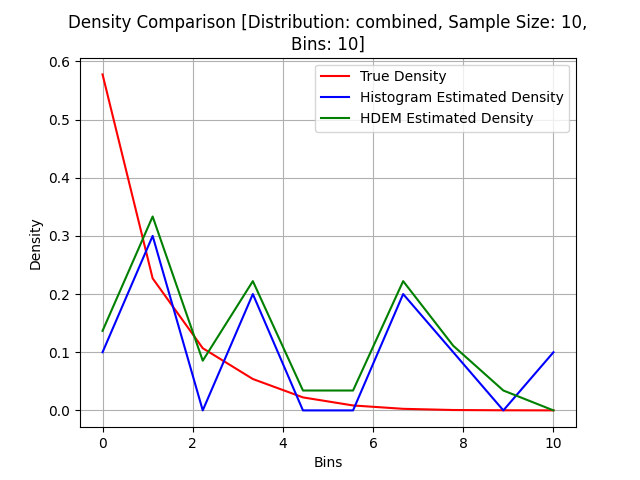 Density Comparison [Distribution: combined, Sample Size: 10,
Bins: 10]
True Density
Histogram Estimated Density
HDEM Estimated Density
Density
0.6
0.5
0.4
0.3
0.2
0.1
0.0
0 2 4 6 8 10
Bins